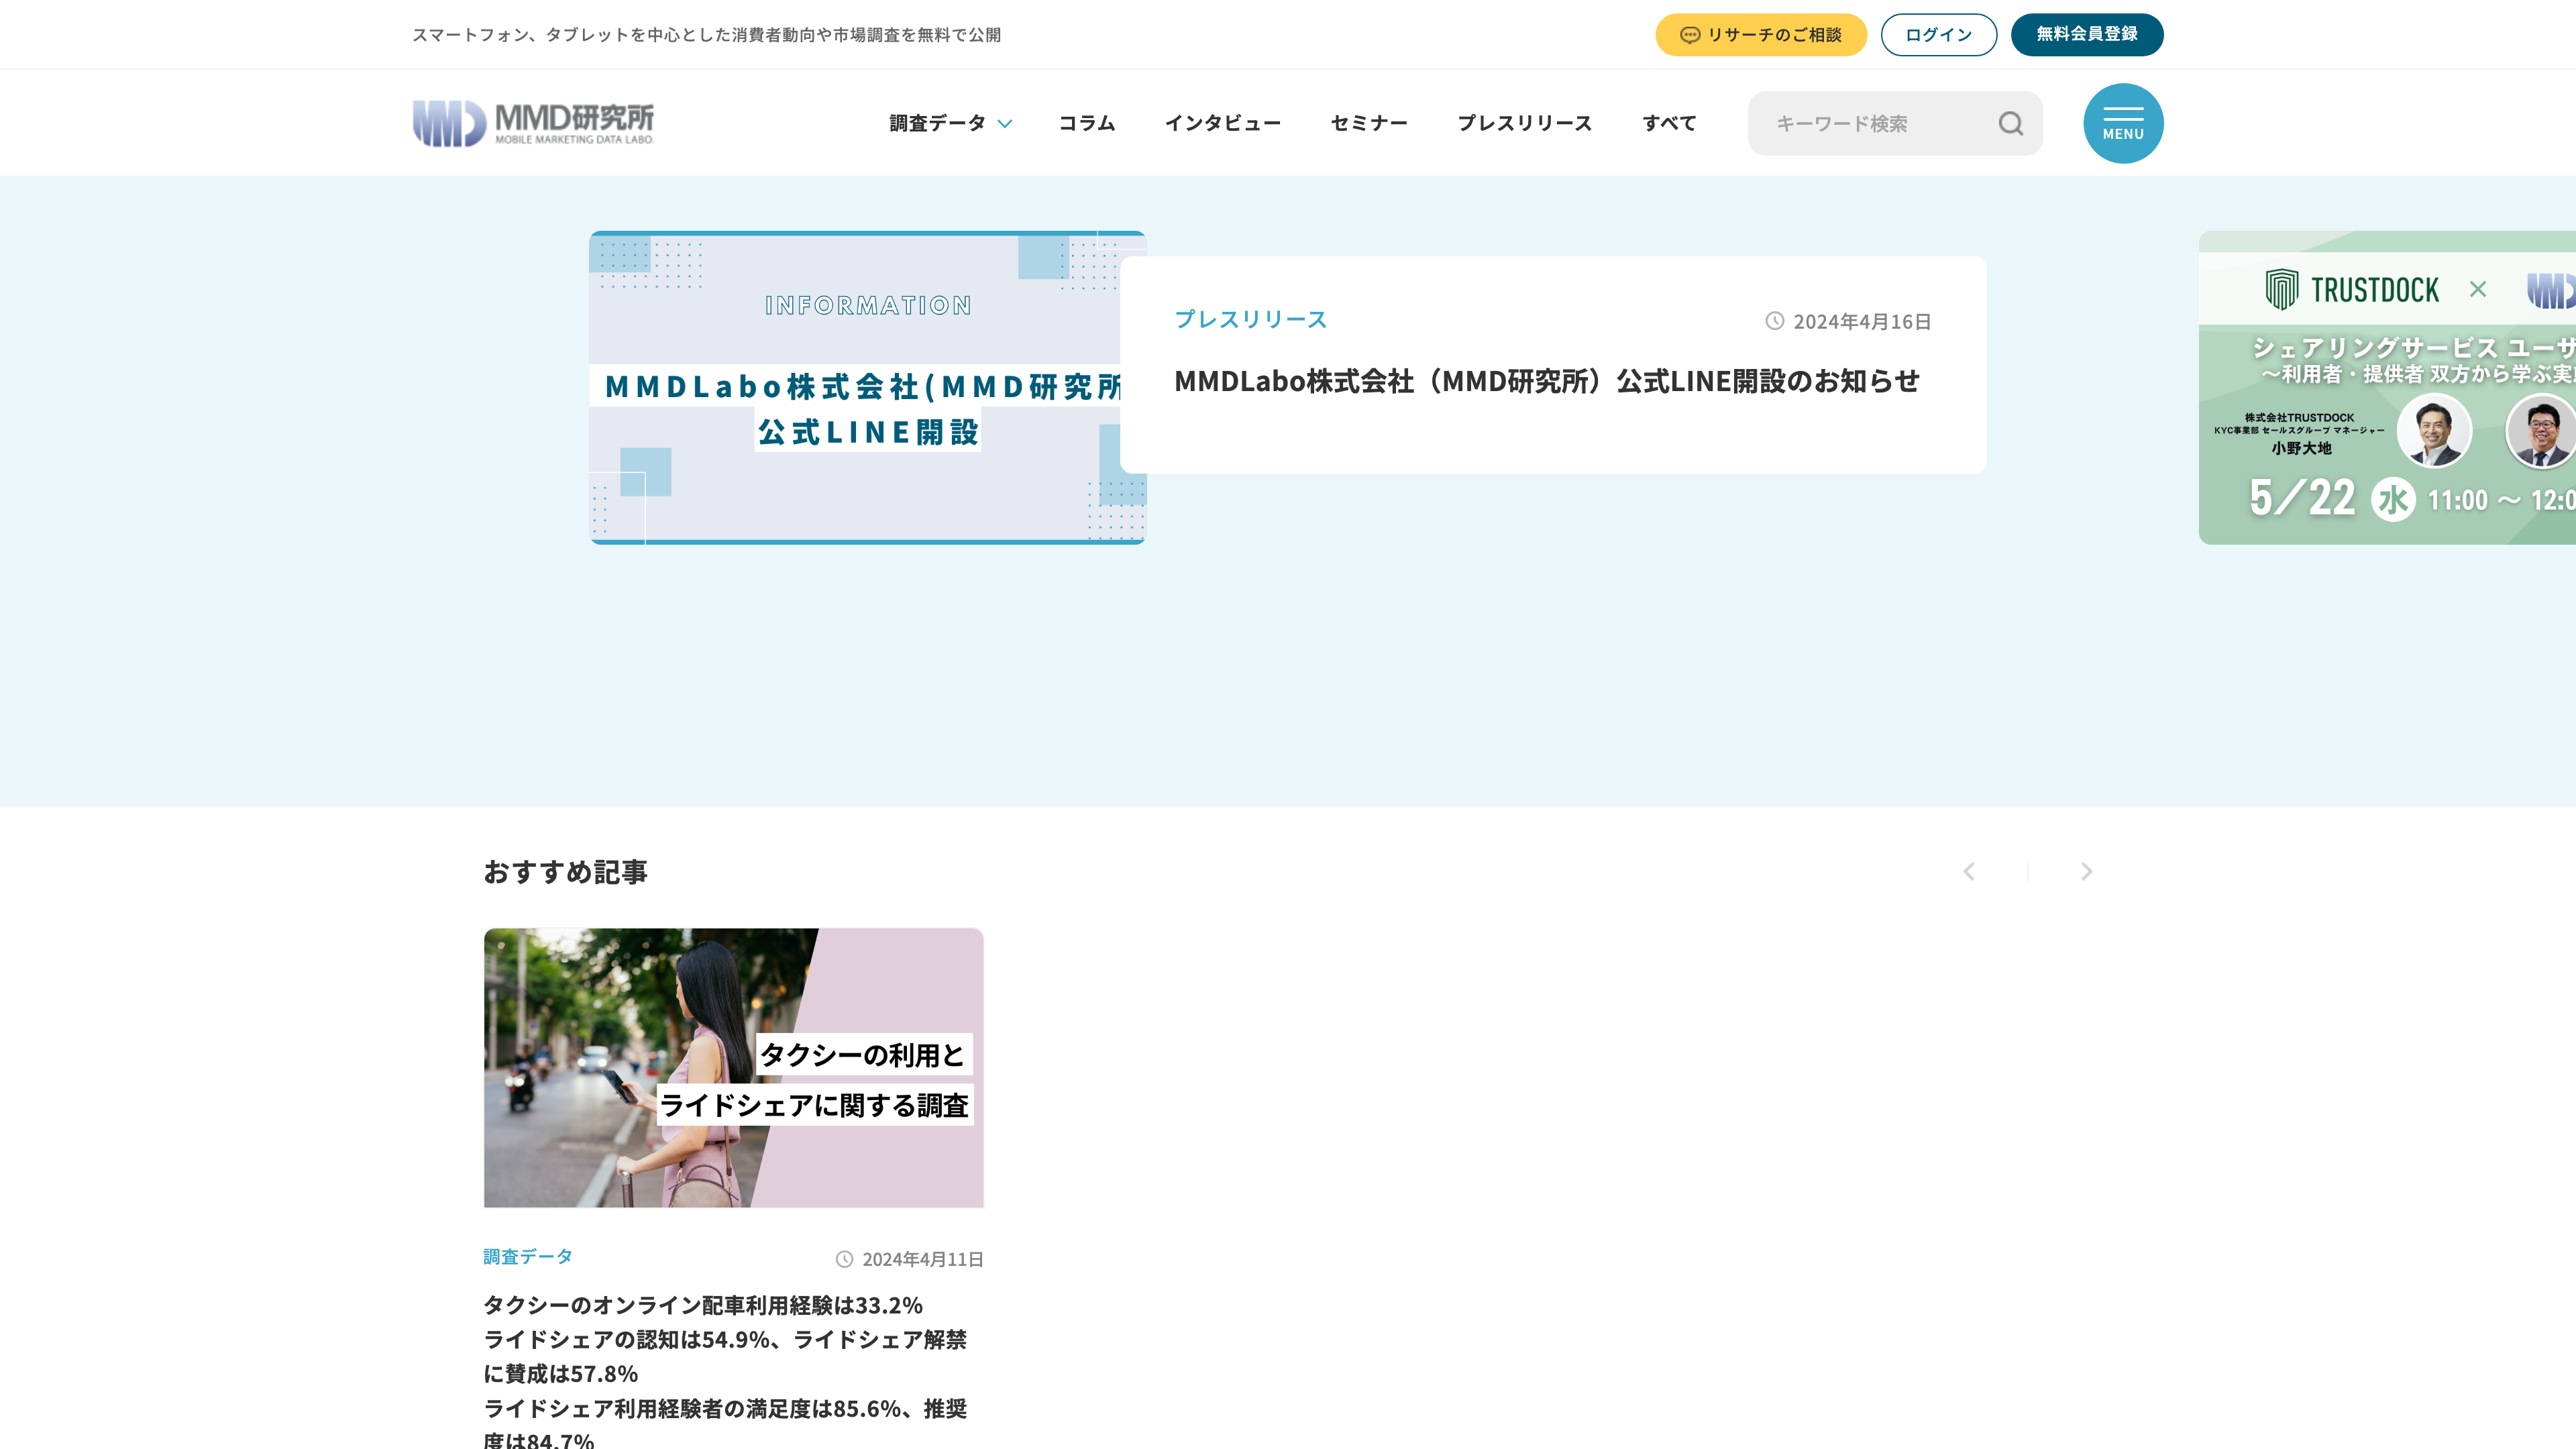 スマートフォン、タブレットを中心とした消費者動向や市場調査を無料で公開
リサーチのご相談
ログイン
無料会員登録
MMD研究所
MOBILE MARKETING DATA LABO.
調査データ
コラム
インタビュー
セミナー
プレスリリース
すべて
キーワード検索
MENU
INFORMATION
MMDLabo株式会社(MMD研究所
公式LINE開設
プレスリリース
2024年4月16日
MMDLabo株式会社（MMD研究所）公式LINE開設のお知らせ
TRUSTDOCK ×
シェアリングサービス ユーザ
～利用者・提供者 双方から学ぶ実
株式会社TRUSTDOCK
KYC事業部 セールスグループ マネージャー
小野大地
5／22 水 11:00 ～ 12:0
おすすめ記事
タクシーの利用と
ライドシェアに関する調査
調査データ
2024年4月11日
タクシーのオンライン配車利用経験は33.2%
ライドシェアの認知は54.9%、ライドシェア解禁
に賛成は57.8%
ライドシェア利用経験者の満足度は85.6%、推奨
度は84.7%